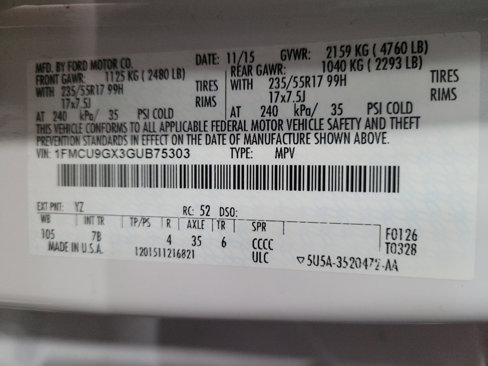 MFD. BY FORD MOTOR CO. DATE: 11/15 GVWR: 2159 KG ( 4760 LB)
FRONT GAWR: 1125 KG ( 2480 LB) REAR GAWR: 1040 KG ( 2293 LB)
WITH 235/55R17 99H TIRES WITH 235/55R17 99H TIRES
17x7.5J RIMS 17x7.5J RIMS
AT 240 kPa/ 35 PSI COLD AT 240 kPa/ 35 PSI COLD
THIS VEHICLE CONFORMS TO ALL APPLICABLE FEDERAL MOTOR VEHICLE SAFETY AND THEFT
PREVENTION STANDARDS IN EFFECT ON THE DATE OF MANUFACTURE SHOWN ABOVE.
VIN: 1FMCU9GX3GUB75303 TYPE: MPV
EXT PNT: YZ RC: 52 DSO:
WB INT TR TP/PS R AXLE TR SPR
105 7B 4 35 6 CCCC F0126
MADE IN U.S.A. 1201511216821 ULC T0328
▽5U5A-3520472-AA